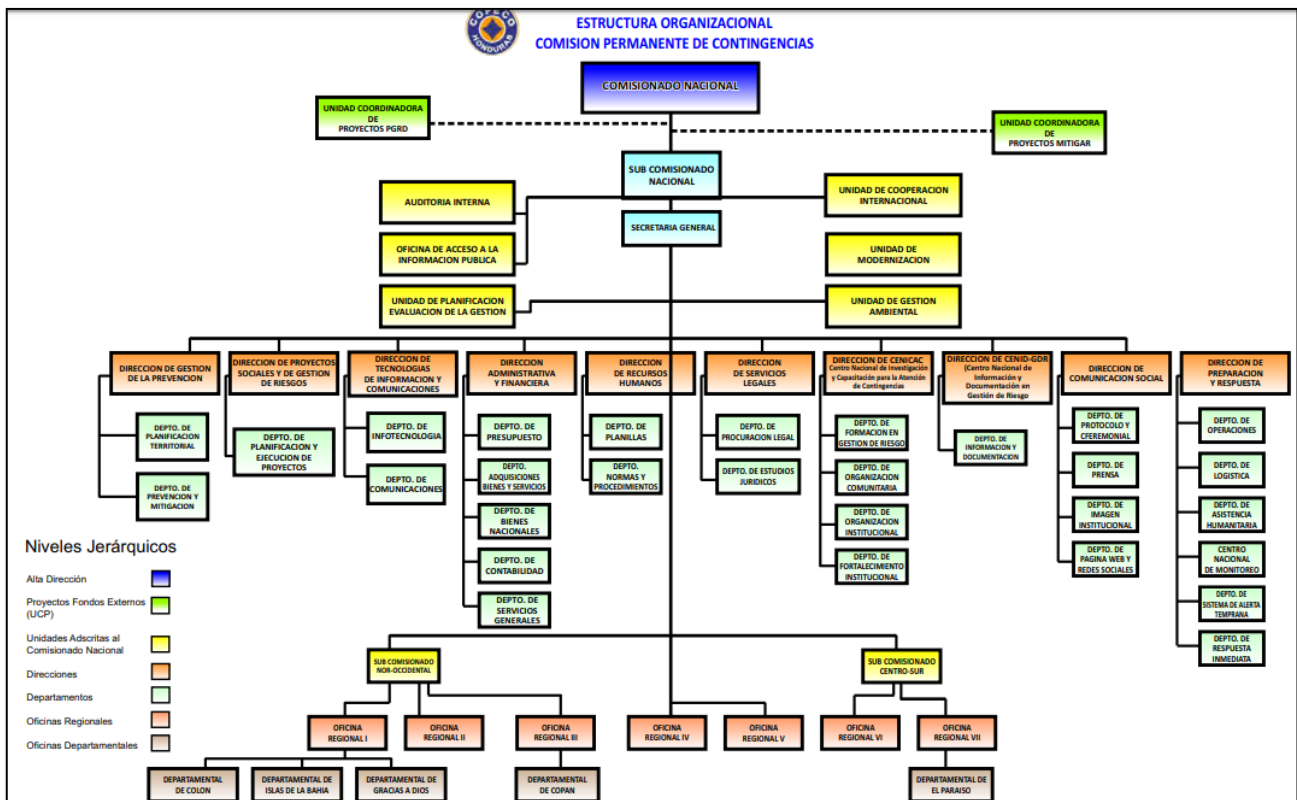 COPECO
HONDURAS
ESTRUCTURA ORGANIZACIONAL
COMISION PERMANENTE DE CONTINGENCIAS
COMISIONADO NACIONAL
UNIDAD COORDINADORA
DE
PROYECTOS PGRD
UNIDAD COORDINADORA
DE
PROYECTOS MITIGAR
SUB COMISIONADO
NACIONAL
AUDITORIA INTERNA
UNIDAD DE COOPERACION
INTERNACIONAL
SECRETARIA GENERAL
OFICINA DE ACCESO A LA
INFORMACION PUBLICA
UNIDAD DE
MODERNIZACION
UNIDAD DE PLANIFICACION
EVALUACION DE LA GESTION
UNIDAD DE GESTION
AMBIENTAL
DIRECCION DE GESTION
DE LA PREVENCION
DIRECCION DE PROYECTOS
SOCIALES Y DE GESTION
DE RIESGOS
DIRECCION DE
TECNOLOGIAS
DE INFORMACION Y
COMUNICACIONES
DIRECCION
ADMINISTRATIVA
Y FINANCIERA
DIRECCION
DE RECURSOS
HUMANOS
DIRECCION
DE SERVICIOS
LEGALES
DIRECCION DE CENICAC
Centro Nacional de Investigación
y Capacitación para la Atención
de Contingencias
DIRECCION DE CENID-GDR
(Centro Nacional de
Información y
Documentación en
Gestión de Riesgo
DIRECCION DE
COMUNICACION SOCIAL
DIRECCION DE
PREPARACION
Y RESPUESTA
DEPTO. DE
PLANIFICACION
TERRITORIAL
DEPTO. DE
PREVENCION Y
MITIGACION
DEPTO. DE
PLANIFICACION Y
EJECUCION DE
PROYECTOS
DEPTO. DE
INFOTECNOLOGIA
DEPTO. DE
COMUNICACIONES
DEPTO. DE
PRESUPUESTO
DEPTO.
ADQUISICIONES
BIENES Y SERVICIOS
DEPTO. DE
BIENES
NACIONALES
DEPTO. DE
CONTABILIDAD
DEPTO. DE
SERVICIOS
GENERALES
DEPTO.
DE PLANILLAS
DEPTO.
NORMAS Y
PROCEDIMIENTOS
DEPTO. DE
PROCURACION LEGAL
DEPTO. DE ESTUDIOS
JURIDICOS
DEPTO. DE
FORMACION EN
GESTION DE RIESGO
DEPTO. DE
ORGANIZACION
COMUNITARIA
DEPTO. DE
ORGANIZACION
INSTITUCIONAL
DEPTO. DE
FORTALECIMIENTO
INSTITUCIONAL
DEPTO. DE
INFORMACION Y
DOCUMENTACION
DEPTO. DE
PROTOCOLO Y
CFEREMONIAL
DEPTO. DE
PRENSA
DEPTO. DE
IMAGEN
INSTITUCIONAL
DEPTO. DE
PAGINA WEB Y
REDES SOCIALES
DEPTO. DE
OPERACIONES
DEPTO. DE
LOGISTICA
DEPTO. DE
ASISTENCIA
HUMANITARIA
CENTRO
NACIONAL
DE MONITOREO
DEPTO. DE
SISTEMA DE ALERTA
TEMPRANA
DEPTO. DE
RESPUESTA
INMEDIATA
Niveles Jerárquicos
Alta Dirección
Proyectos Fondos Externos
(UCP)
Unidades Adscritas al
Comisionado Nacional
Direcciones
Departamentos
Oficinas Regionales
Oficinas Departamentales
SUB COMISIONADO
NOR-OCCIDENTAL
SUB COMISIONADO
CENTRO-SUR
OFICINA
REGIONAL I
OFICINA
REGIONAL II
OFICINA
REGIONAL III
OFICINA
REGIONAL IV
OFICINA
REGIONAL V
OFICINA
REGIONAL VI
OFICINA
REGIONAL VII
DEPARTAMENTAL
DE COLON
DEPARTAMENTAL DE
ISLAS DE LA BAHIA
DEPARTAMENTAL DE
GRACIAS A DIOS
DEPARTAMENTAL
DE COPAN
DEPARTAMENTAL DE
EL PARAISO